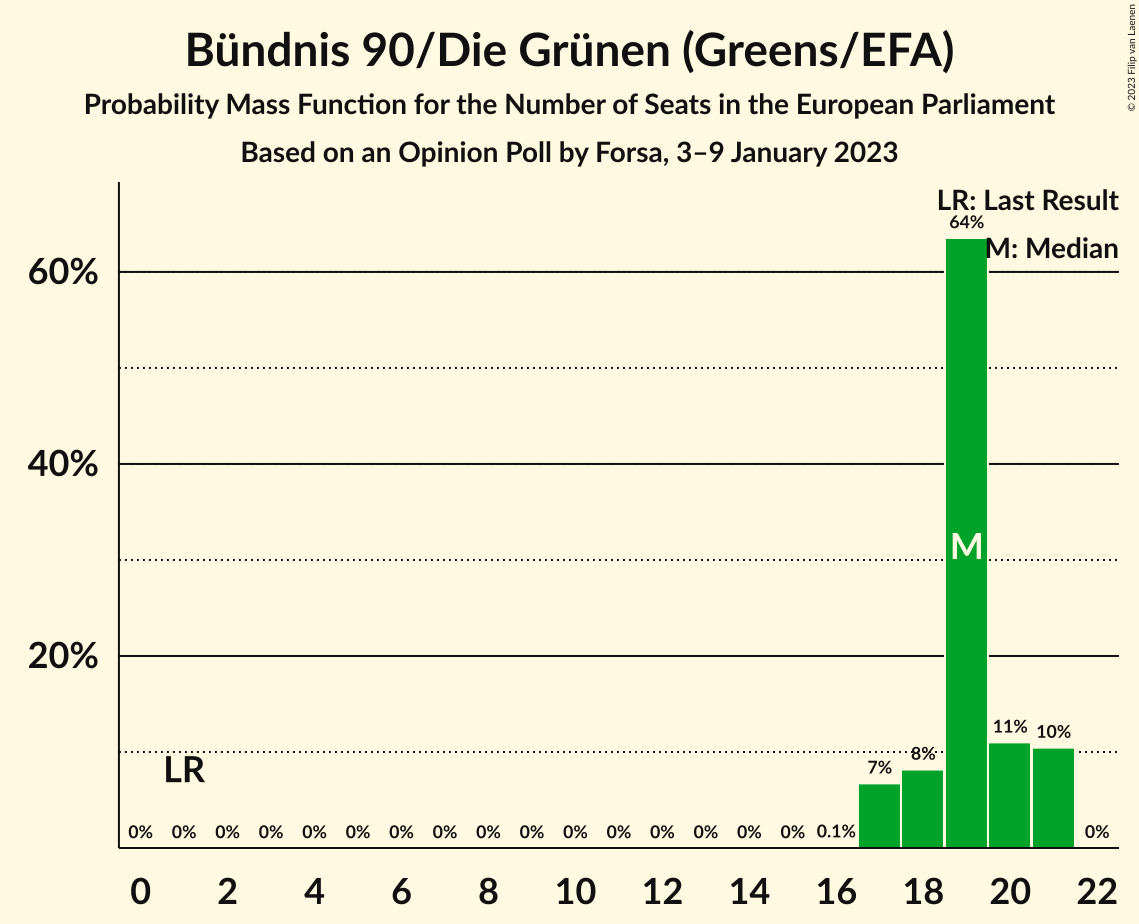 Bündnis 90/Die Grünen (Greens/EFA)
Probability Mass Function for the Number of Seats in the European Parliament
Based on an Opinion Poll by Forsa, 3–9 January 2023
© 2023 Filip van Laenen
LR: Last Result
M: Median
60%
40%
20%
LR
M
0% 0% 0% 0% 0% 0% 0% 0% 0% 0% 0% 0% 0% 0% 0% 0% 0.1% 7% 8% 64% 11% 10% 0%
0 2 4 6 8 10 12 14 16 18 20 22